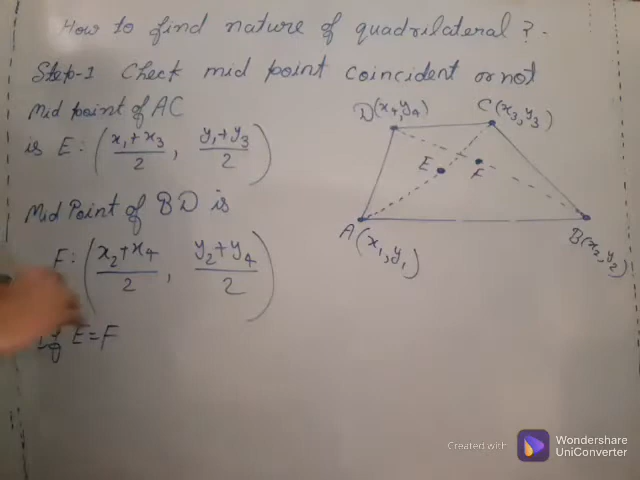 How to find nature of quadrilateral ?.
Step-1 Check mid point coincident or not
Mid point of AC
is E : ( x₁+x₃ / 2 , y₁+y₃ / 2 )
Mid Point of BD is
F : ( x₂+x₄ / 2 , y₂+y₄ / 2 )
If E=F
D(x₄,y₄)
C(x₃,y₃)
E
F
A(x₁,y₁)
B(x₂,y₂)
Created with
Wondershare
UniConverter